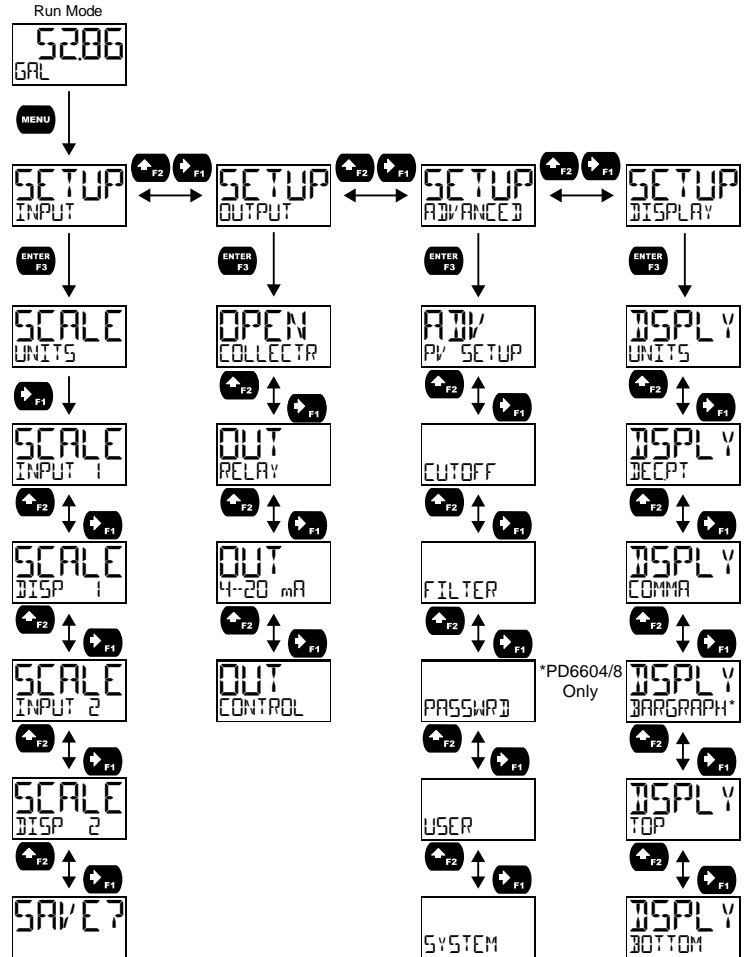 Run Mode
52.86
GAL
MENU
F2 F1 F2 F1 F2 F1
SETUP SETUP SETUP SETUP
INPUT OUTPUT ADVANCED DISPLAY
ENTER F3 ENTER F3 ENTER F3 ENTER F3
SCALE OPEN ADV DSPLY
UNITS COLLECTR PV SETUP UNITS
F1 F2 F1 F2 F1 F2 F1
SCALE OUT DSPLY
INPUT 1 RELAY CUTOFF DEC.PT
F2 F1 F2 F1 F2 F1 F2 F1
SCALE OUT DSPLY
DISP 1 4-20 mA FILTER COMMA
F2 F1 F2 F1 F2 F1 F2 F1
SCALE OUT *PD6604/8 DSPLY
INPUT 2 CONTROL PASSWRD Only BARGRAPH*
F2 F1 F2 F1 F2 F1
SCALE DSPLY
DISP 2 USER TOP
F2 F1 F2 F1 F2 F1
SAVE? DSPLY
SYSTEM BOTTOM